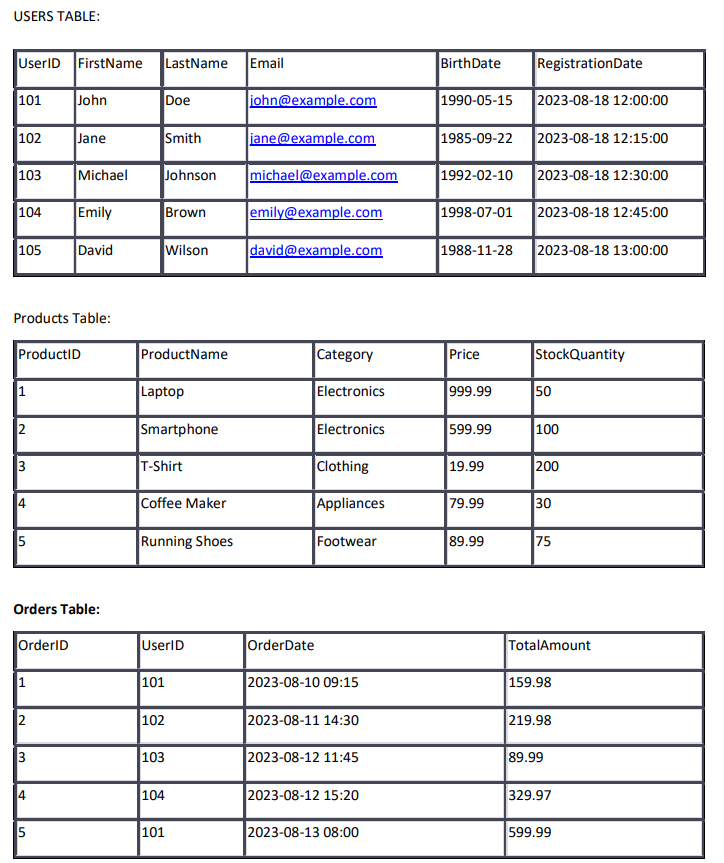 USERS TABLE:
UserID FirstName LastName Email BirthDate RegistrationDate
101 John Doe john@example.com 1990-05-15 2023-08-18 12:00:00
102 Jane Smith jane@example.com 1985-09-22 2023-08-18 12:15:00
103 Michael Johnson michael@example.com 1992-02-10 2023-08-18 12:30:00
104 Emily Brown emily@example.com 1998-07-01 2023-08-18 12:45:00
105 David Wilson david@example.com 1988-11-28 2023-08-18 13:00:00
Products Table:
ProductID ProductName Category Price StockQuantity
1 Laptop Electronics 999.99 50
2 Smartphone Electronics 599.99 100
3 T-Shirt Clothing 19.99 200
4 Coffee Maker Appliances 79.99 30
5 Running Shoes Footwear 89.99 75
Orders Table:
OrderID UserID OrderDate TotalAmount
1 101 2023-08-10 09:15 159.98
2 102 2023-08-11 14:30 219.98
3 103 2023-08-12 11:45 89.99
4 104 2023-08-12 15:20 329.97
5 101 2023-08-13 08:00 599.99